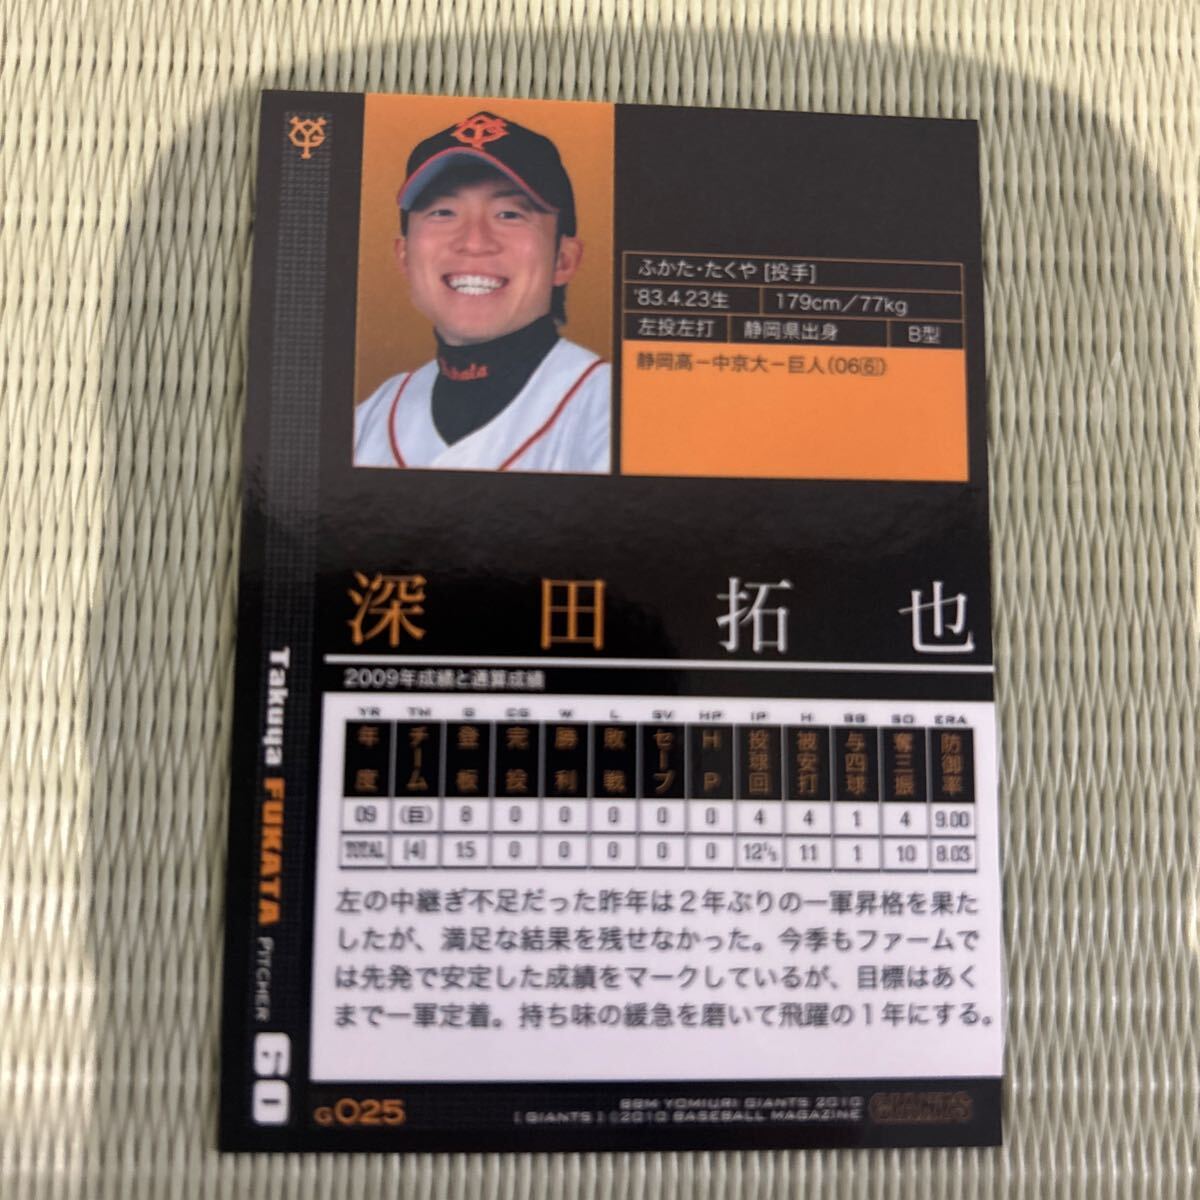 YG
ふかた・たくや [投手]
'83.4.23生 179cm／77kg
左投左打 静岡県出身 B型
静岡高－中京大－巨人(06⑥)
Fukata
深田拓也
2009年成績と通算成績
YR TM G CG W L SV HP IP H BB SO ERA
年度 チーム 登板 完投 勝利 敗戦 セーブ HP 投球回 被安打 与四球 奪三振 防御率
09 (巨) 8 0 0 0 0 0 4 4 1 4 9.00
TOTAL [4] 15 0 0 0 0 0 12⅓ 11 1 10 8.03
左の中継ぎ不足だった昨年は２年ぶりの一軍昇格を果た
したが、満足な結果を残せなかった。今季もファームで
は先発で安定した成績をマークしているが、目標はあく
まで一軍定着。持ち味の緩急を磨いて飛躍の１年にする。
Takuya FUKATA PITCHER 60
G025
BBM YOMIURI GIANTS 2010
[ GIANTS ] ©2010 BASEBALL MAGAZINE
GIANTS